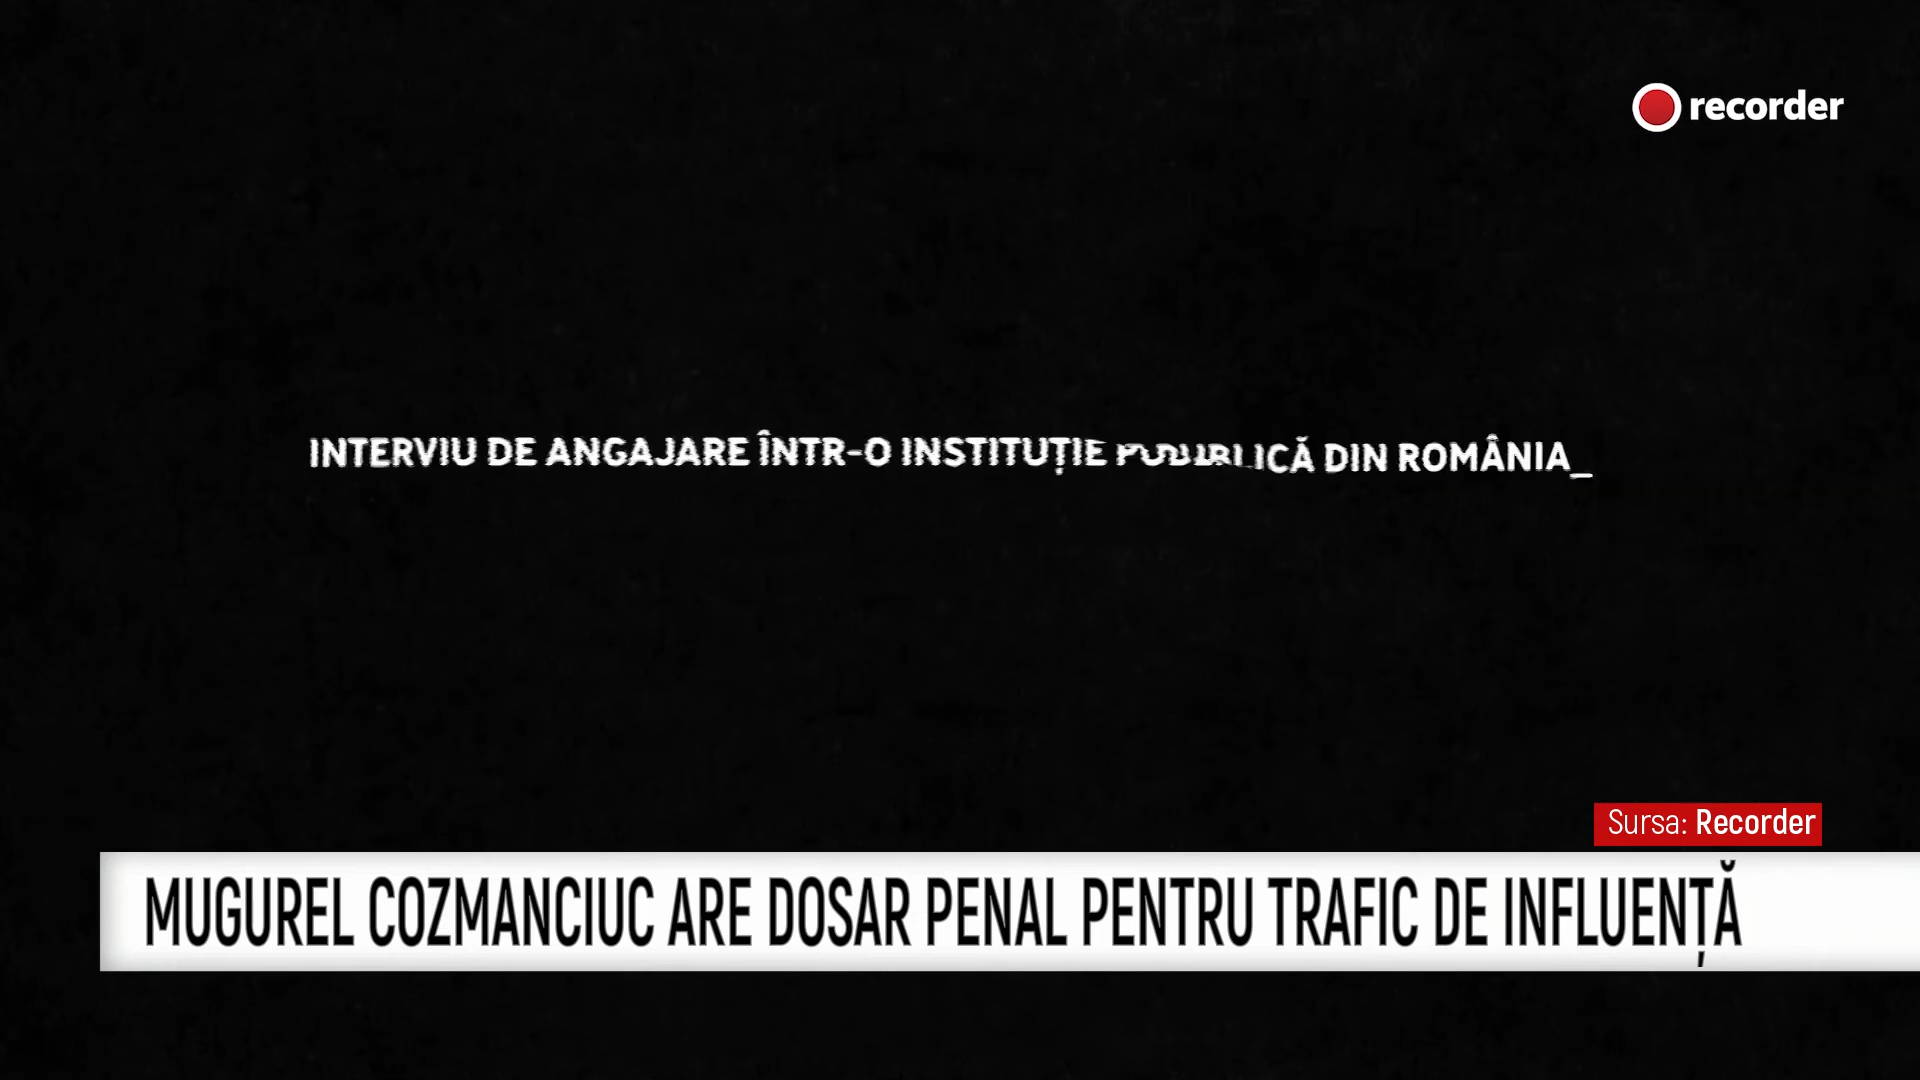 recorder
INTERVIU DE ANGAJARE ÎNTR-O INSTITUȚIE PUBLICĂ DIN ROMÂNIA_
Sursa: Recorder
MUGUREL COZMANCIUC ARE DOSAR PENAL PENTRU TRAFIC DE INFLUENȚĂ